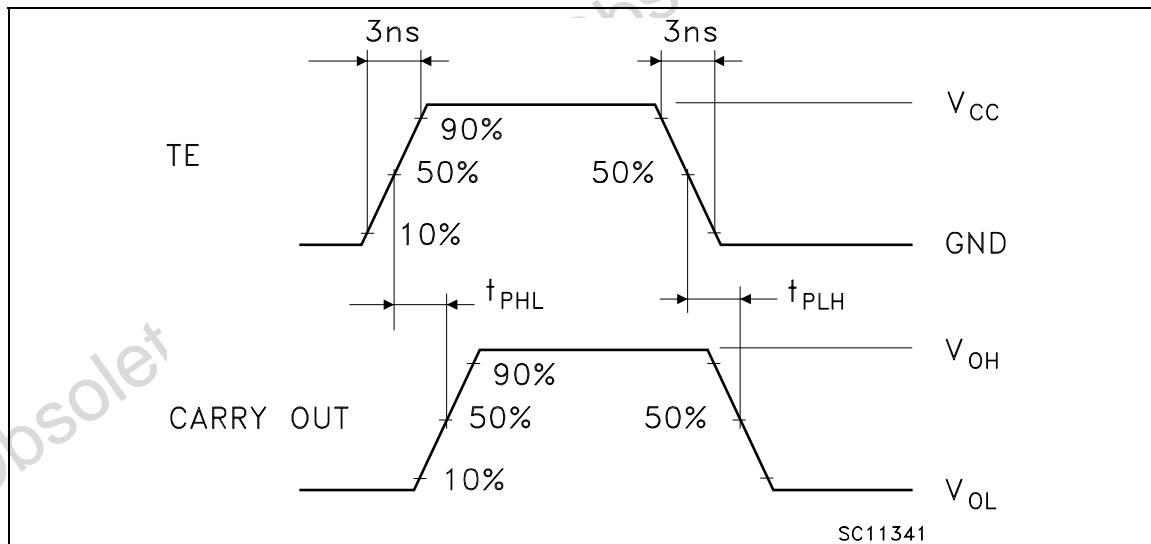 3ns 3ns
V_CC
90%
TE 50% 50%
10% GND
t_PHL t_PLH
V_OH
90%
CARRY OUT 50% 50%
10% V_OL
SC11341